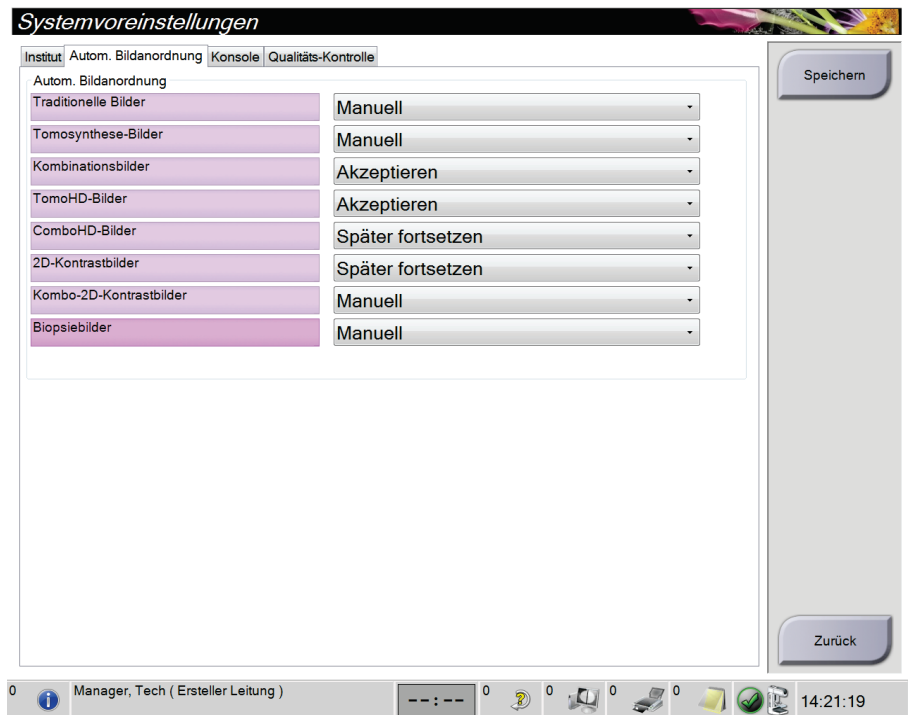 Systemvoreinstellungen
Institut Autom. Bildanordnung Konsole Qualitäts-Kontrolle
Speichern
Autom. Bildanordnung
Traditionelle Bilder Manuell
Tomosynthese-Bilder Manuell
Kombinationsbilder Akzeptieren
TomoHD-Bilder Akzeptieren
ComboHD-Bilder Später fortsetzen
2D-Kontrastbilder Später fortsetzen
Kombo-2D-Kontrastbilder Manuell
Biopsiebilder Manuell
Zurück
0 Manager, Tech ( Ersteller Leitung ) --:-- 0 0 0 0 14:21:19